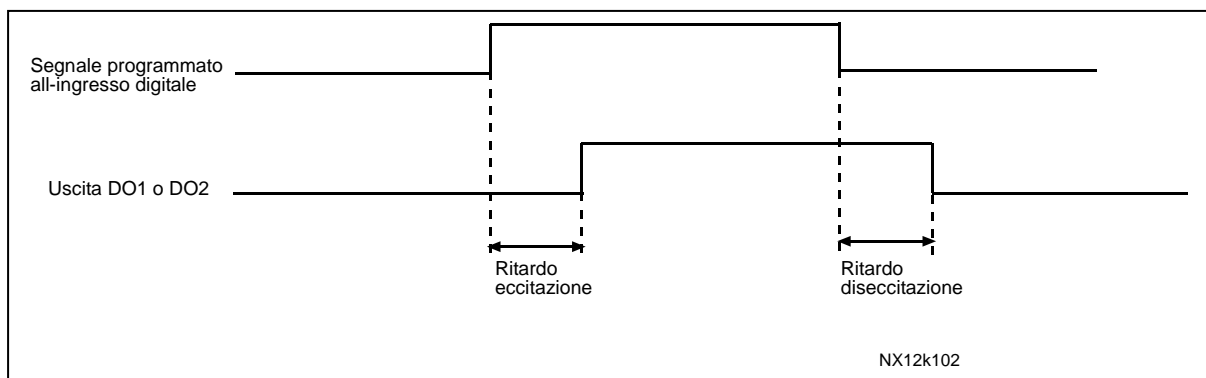 Segnale programmato
all-ingresso digitale
Uscita DO1 o DO2
Ritardo
eccitazione
Ritardo
diseccitazione
NX12k102